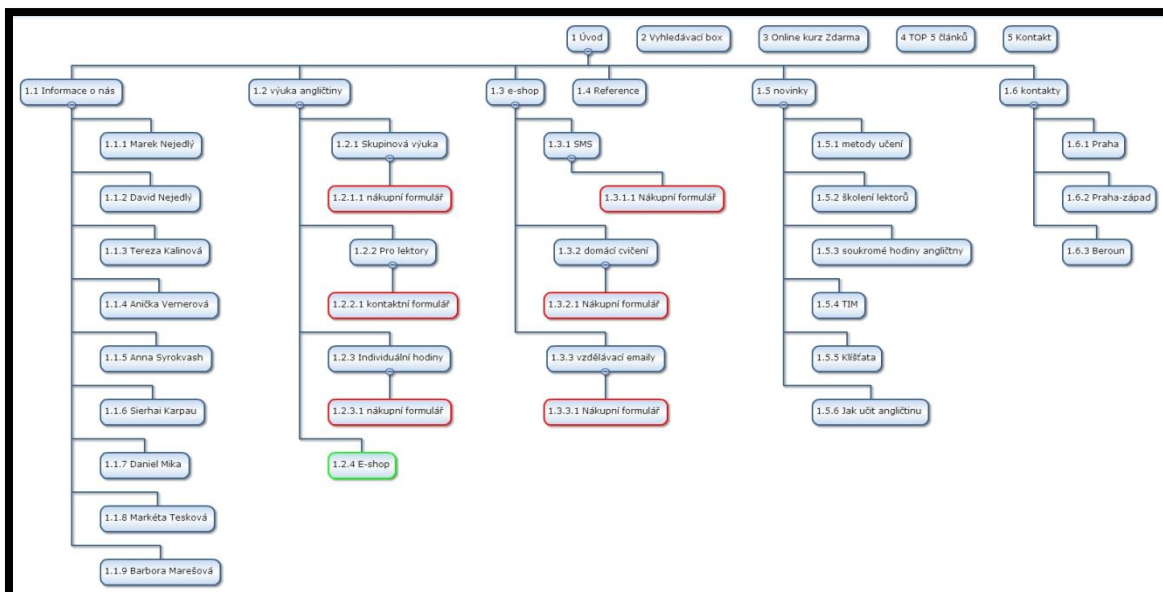 1 Úvod
2 Vyhledávací box
3 Online kurz Zdarma
4 TOP 5 článků
5 Kontakt
1.1 Informace o nás
1.2 výuka angličtiny
1.3 e-shop
1.4 Reference
1.5 novinky
1.6 kontakty
1.1.1 Marek Nejedlý
1.1.2 David Nejedlý
1.1.3 Tereza Kalinová
1.1.4 Anička Vernerová
1.1.5 Anna Syrokvash
1.1.6 Sierhai Karpau
1.1.7 Daniel Mika
1.1.8 Markéta Tesková
1.1.9 Barbora Marešová
1.2.1 Skupinová výuka
1.2.1.1 nákupní formulář
1.2.2 Pro lektory
1.2.2.1 kontaktní formulář
1.2.3 Individuální hodiny
1.2.3.1 nákupní formulář
1.2.4 E-shop
1.3.1 SMS
1.3.1.1 Nákupní formulář
1.3.2 domácí cvičení
1.3.2.1 Nákupní formulář
1.3.3 vzdělávací emaily
1.3.3.1 Nákupní formulář
1.5.1 metody učení
1.5.2 školení lektorů
1.5.3 soukromé hodiny angličtny
1.5.4 TIM
1.5.5 Klíšťata
1.5.6 Jak učit angličtinu
1.6.1 Praha
1.6.2 Praha-západ
1.6.3 Beroun